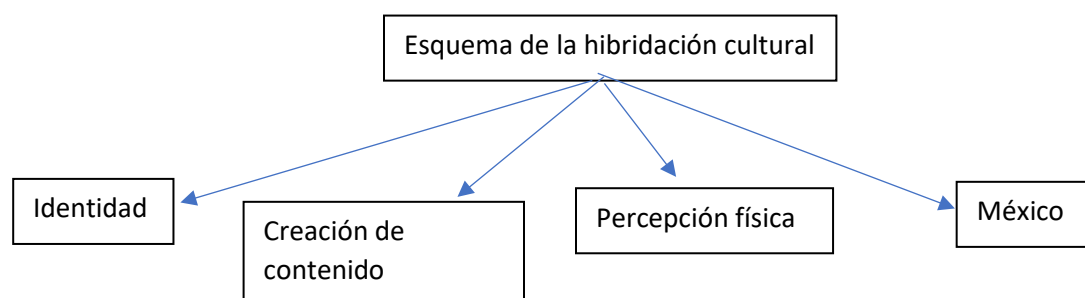 Esquema de la hibridación cultural
Identidad
Creación de
contenido
Percepción física
México